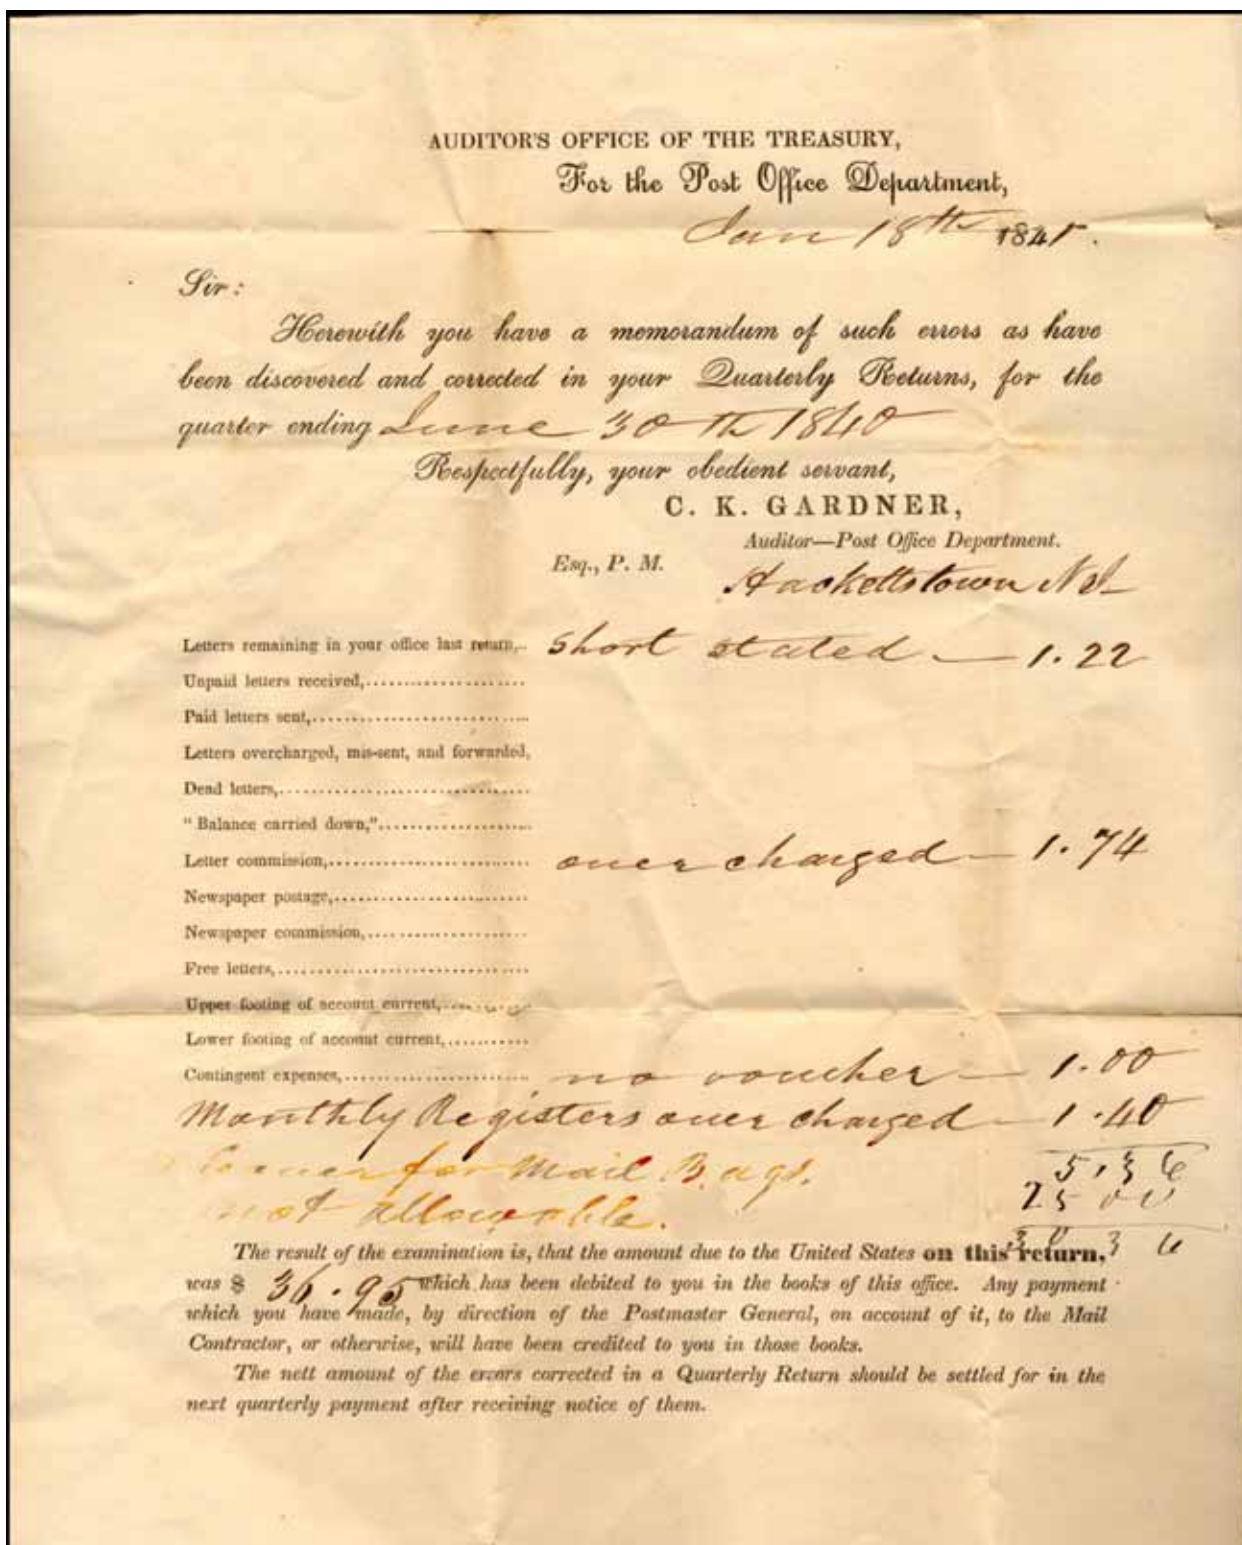 AUDITOR'S OFFICE OF THE TREASURY,
For the Post Office Department,
Jan 18th 1841.
Sir:
Herewith you have a memorandum of such errors as have
been discovered and corrected in your Quarterly Returns, for the
quarter ending June 30th 1840
Respectfully, your obedient servant,
C. K. GARDNER,
Auditor—Post Office Department.
Esq., P. M.
Hackettstown NJ
Letters remaining in your office last return,.. short stated — 1.22
Unpaid letters received,....................
Paid letters sent,...........................
Letters overcharged, mis-sent, and forwarded,
Dead letters,...............................
"Balance carried down,"....................
Letter commission,......................... over charged — 1.74
Newspaper postage,........................
Newspaper commission,....................
Free letters,...............................
Upper footing of account current,...........
Lower footing of account current,...........
Contingent expenses,....................... no voucher — 1.00
Monthly Registers over charged — 1.40
for Mail Bags. 5.36
not allowable. 25 00
30 36
The result of the examination is, that the amount due to the United States on this return,
was $ 36.95 which has been debited to you in the books of this office. Any payment
which you have made, by direction of the Postmaster General, on account of it, to the Mail
Contractor, or otherwise, will have been credited to you in those books.
The nett amount of the errors corrected in a Quarterly Return should be settled for in the
next quarterly payment after receiving notice of them.